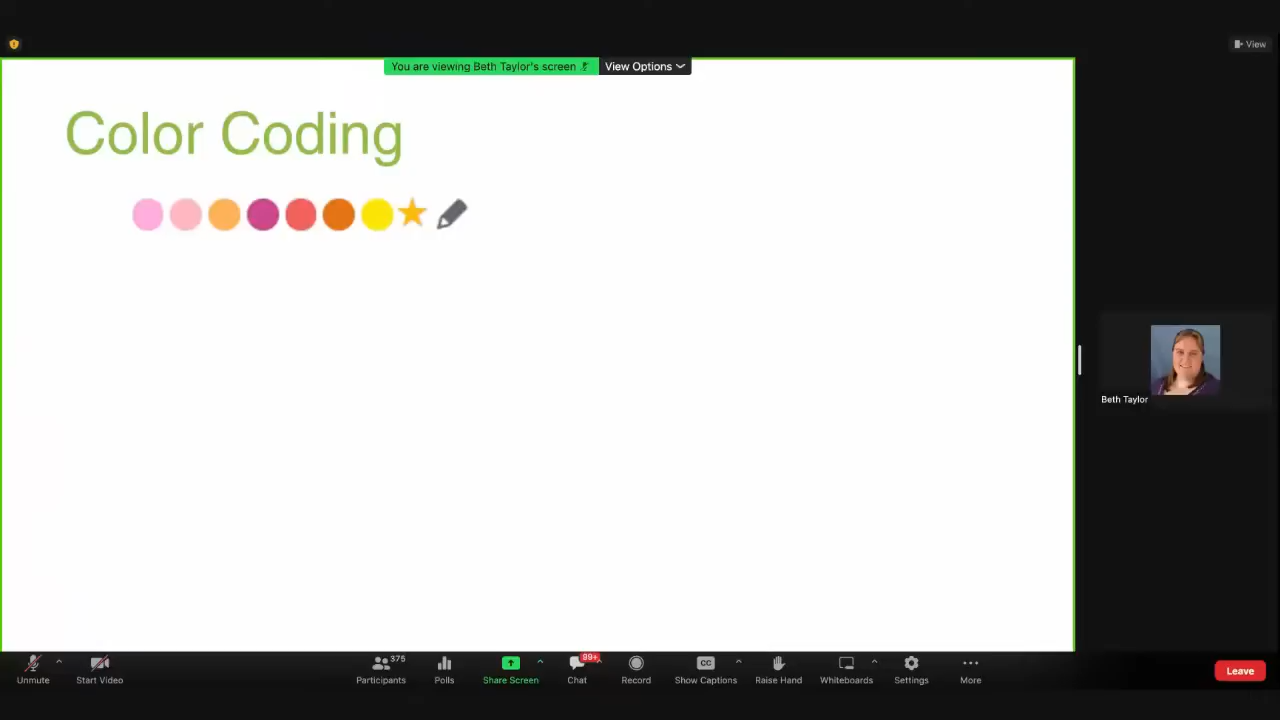 View
You are viewing Beth Taylor's screen
View Options
Color Coding
Beth Taylor
375
99+
CC
Unmute
Start Video
Participants
Polls
Share Screen
Chat
Record
Show Captions
Raise Hand
Whiteboards
Settings
More
Leave